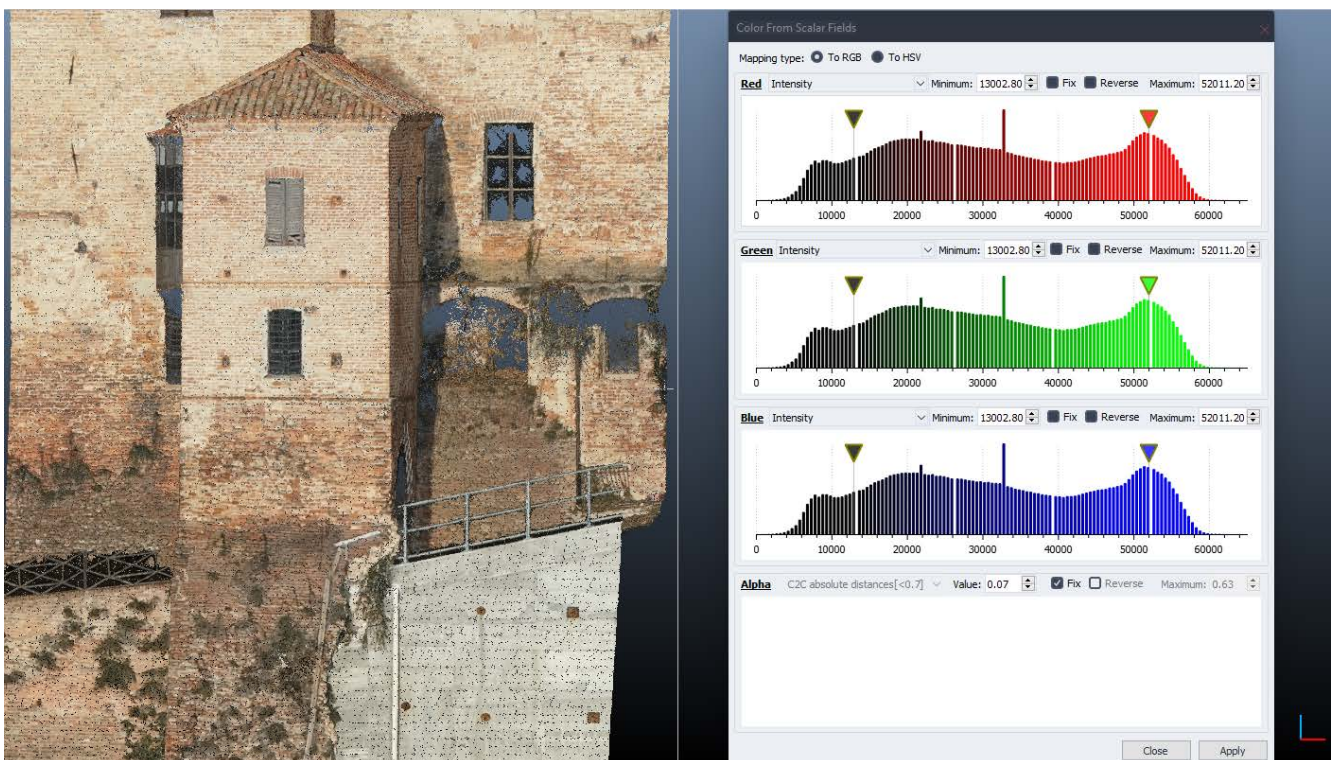 Color From Scalar Fields
Mapping type: To RGB To HSV
Red Intensity Minimum: 13002.80 Fix Reverse Maximum: 52011.20
0 10000 20000 30000 40000 50000 60000
Green Intensity Minimum: 13002.80 Fix Reverse Maximum: 52011.20
0 10000 20000 30000 40000 50000 60000
Blue Intensity Minimum: 13002.80 Fix Reverse Maximum: 52011.20
0 10000 20000 30000 40000 50000 60000
Alpha C2C absolute distances[<0.7] Value: 0.07 Fix Reverse Maximum: 0.63
Close Apply